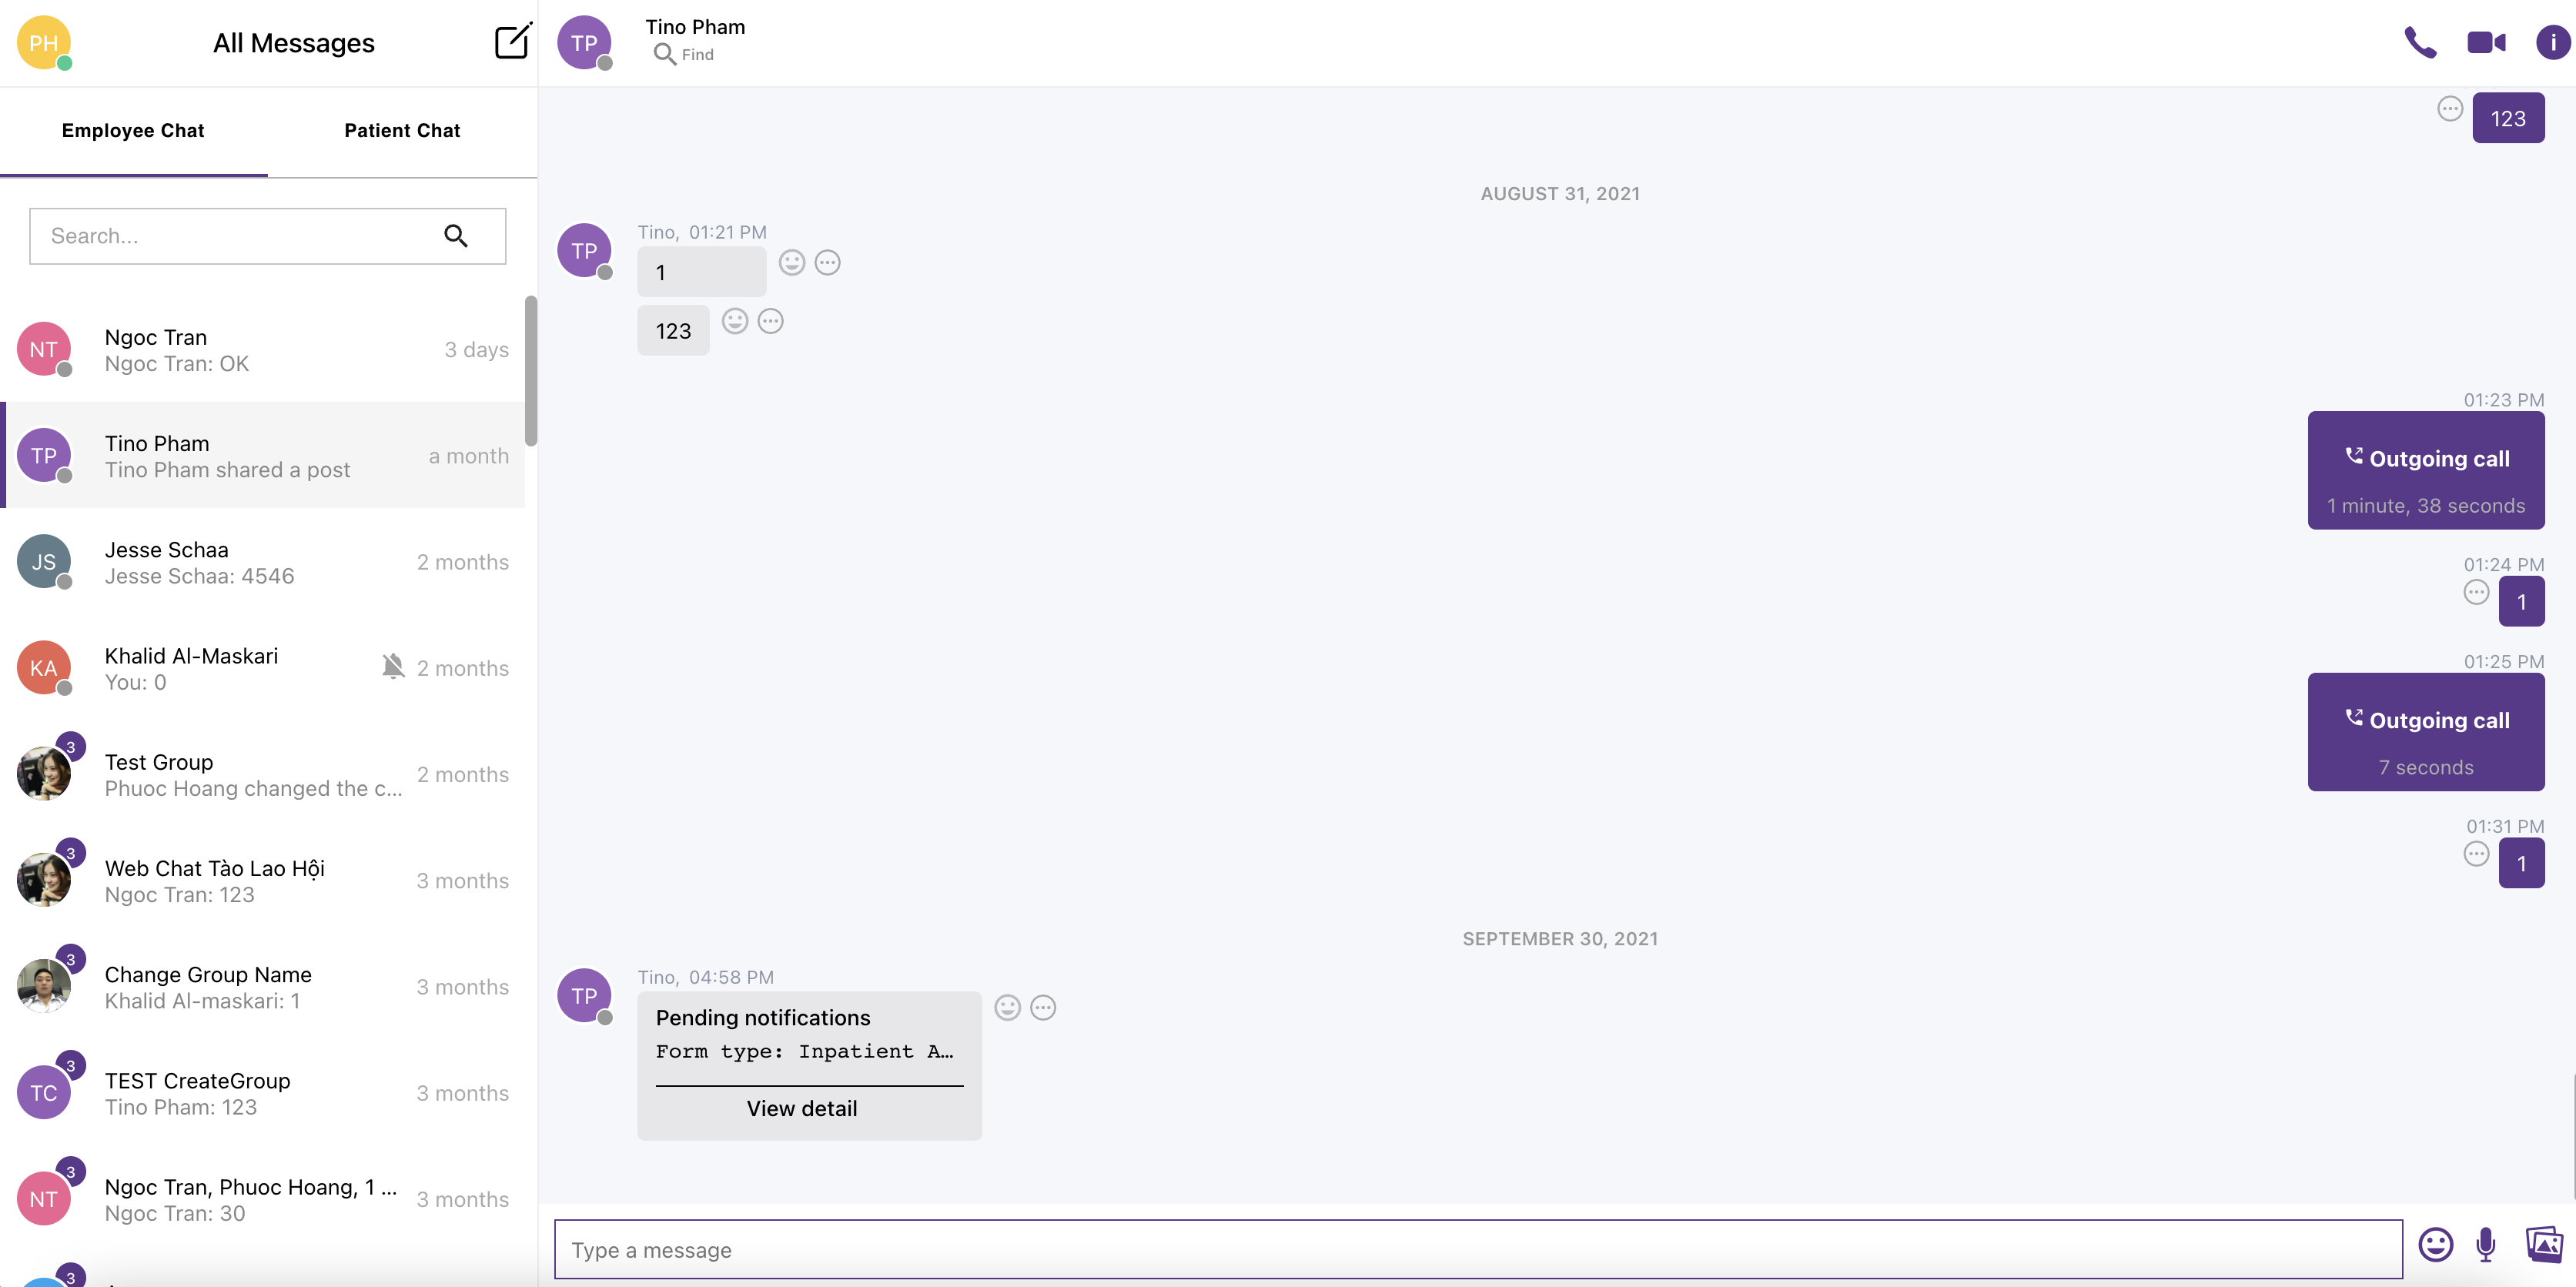 PH
All Messages
Employee Chat
Patient Chat
Search...
NT
Ngoc Tran
3 days
Ngoc Tran: OK
TP
Tino Pham
a month
Tino Pham shared a post
JS
Jesse Schaa
2 months
Jesse Schaa: 4546
KA
Khalid Al-Maskari
2 months
You: 0
3
Test Group
2 months
Phuoc Hoang changed the c...
3
Web Chat Tào Lao Hội
3 months
Ngoc Tran: 123
3
Change Group Name
3 months
Khalid Al-maskari: 1
TC
3
TEST CreateGroup
3 months
Tino Pham: 123
NT
3
Ngoc Tran, Phuoc Hoang, 1 ...
3 months
Ngoc Tran: 30
3
TP
Tino Pham
Find
i
123
AUGUST 31, 2021
TP
Tino, 01:21 PM
1
123
01:23 PM
Outgoing call
1 minute, 38 seconds
01:24 PM
1
01:25 PM
Outgoing call
7 seconds
01:31 PM
1
SEPTEMBER 30, 2021
TP
Tino, 04:58 PM
Pending notifications
Form type: Inpatient A…
View detail
Type a message